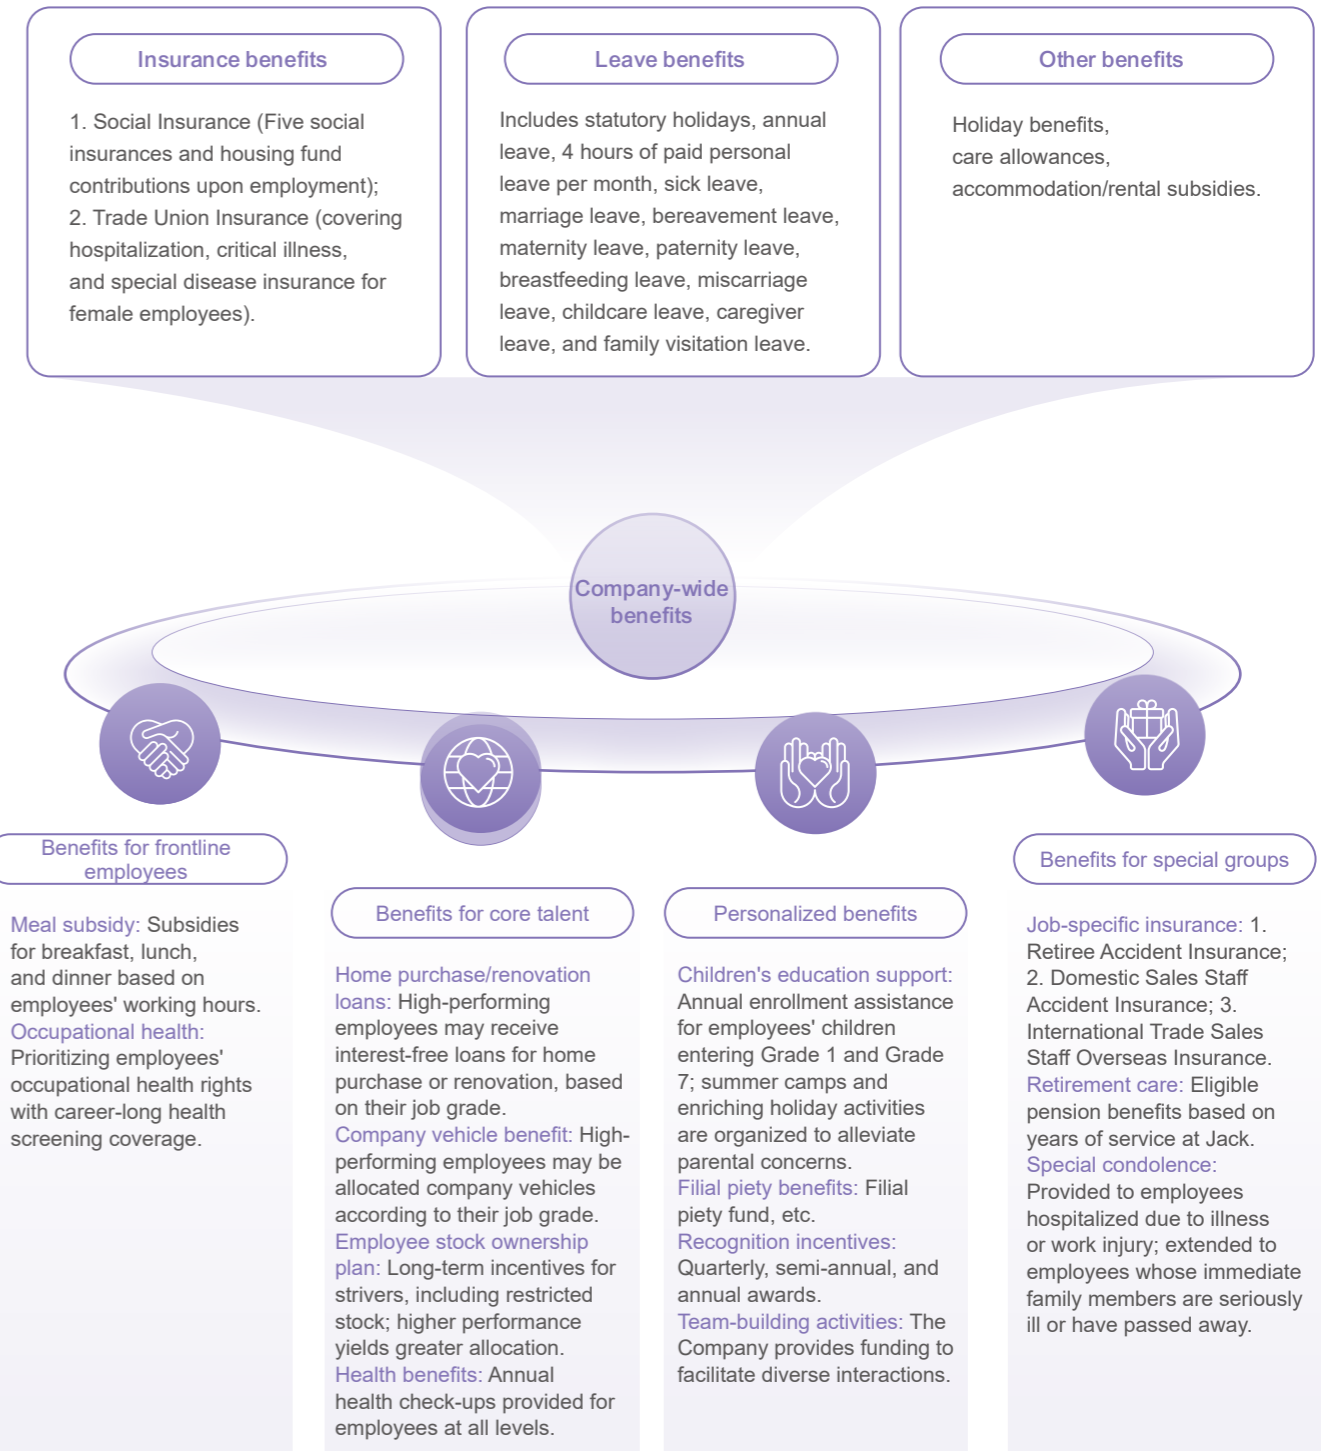 Insurance benefits
1. Social Insurance (Five social
insurances and housing fund
contributions upon employment);
2. Trade Union Insurance (covering
hospitalization, critical illness,
and special disease insurance for
female employees).
Leave benefits
Includes statutory holidays, annual
leave, 4 hours of paid personal
leave per month, sick leave,
marriage leave, bereavement leave,
maternity leave, paternity leave,
breastfeeding leave, miscarriage
leave, childcare leave, caregiver
leave, and family visitation leave.
Other benefits
Holiday benefits,
care allowances,
accommodation/rental subsidies.
Company-wide
benefits
Benefits for frontline
employees
Meal subsidy: Subsidies
for breakfast, lunch,
and dinner based on
employees' working hours.
Occupational health:
Prioritizing employees'
occupational health rights
with career-long health
screening coverage.
Benefits for core talent
Home purchase/renovation
loans: High-performing
employees may receive
interest-free loans for home
purchase or renovation, based
on their job grade.
Company vehicle benefit: High-
performing employees may be
allocated company vehicles
according to their job grade.
Employee stock ownership
plan: Long-term incentives for
strivers, including restricted
stock; higher performance
yields greater allocation.
Health benefits: Annual
health check-ups provided for
employees at all levels.
Personalized benefits
Children's education support:
Annual enrollment assistance
for employees' children
entering Grade 1 and Grade
7; summer camps and
enriching holiday activities
are organized to alleviate
parental concerns.
Filial piety benefits: Filial
piety fund, etc.
Recognition incentives:
Quarterly, semi-annual, and
annual awards.
Team-building activities: The
Company provides funding to
facilitate diverse interactions.
Benefits for special groups
Job-specific insurance: 1.
Retiree Accident Insurance;
2. Domestic Sales Staff
Accident Insurance; 3.
International Trade Sales
Staff Overseas Insurance.
Retirement care: Eligible
pension benefits based on
years of service at Jack.
Special condolence:
Provided to employees
hospitalized due to illness
or work injury; extended to
employees whose immediate
family members are seriously
ill or have passed away.